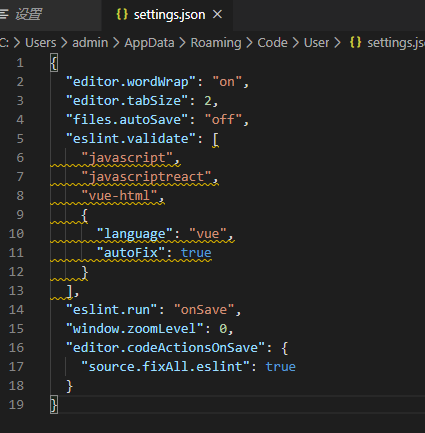 设置
{} settings.json ×
C: > Users > admin > AppData > Roaming > Code > User > {} settings.js
1 {
2 "editor.wordWrap": "on",
3 "editor.tabSize": 2,
4 "files.autoSave": "off",
5 "eslint.validate": [
6 "javascript",
7 "javascriptreact",
8 "vue-html",
9 {
10 "language": "vue",
11 "autoFix": true
12 }
13 ],
14 "eslint.run": "onSave",
15 "window.zoomLevel": 0,
16 "editor.codeActionsOnSave": {
17 "source.fixAll.eslint": true
18 }
19 }